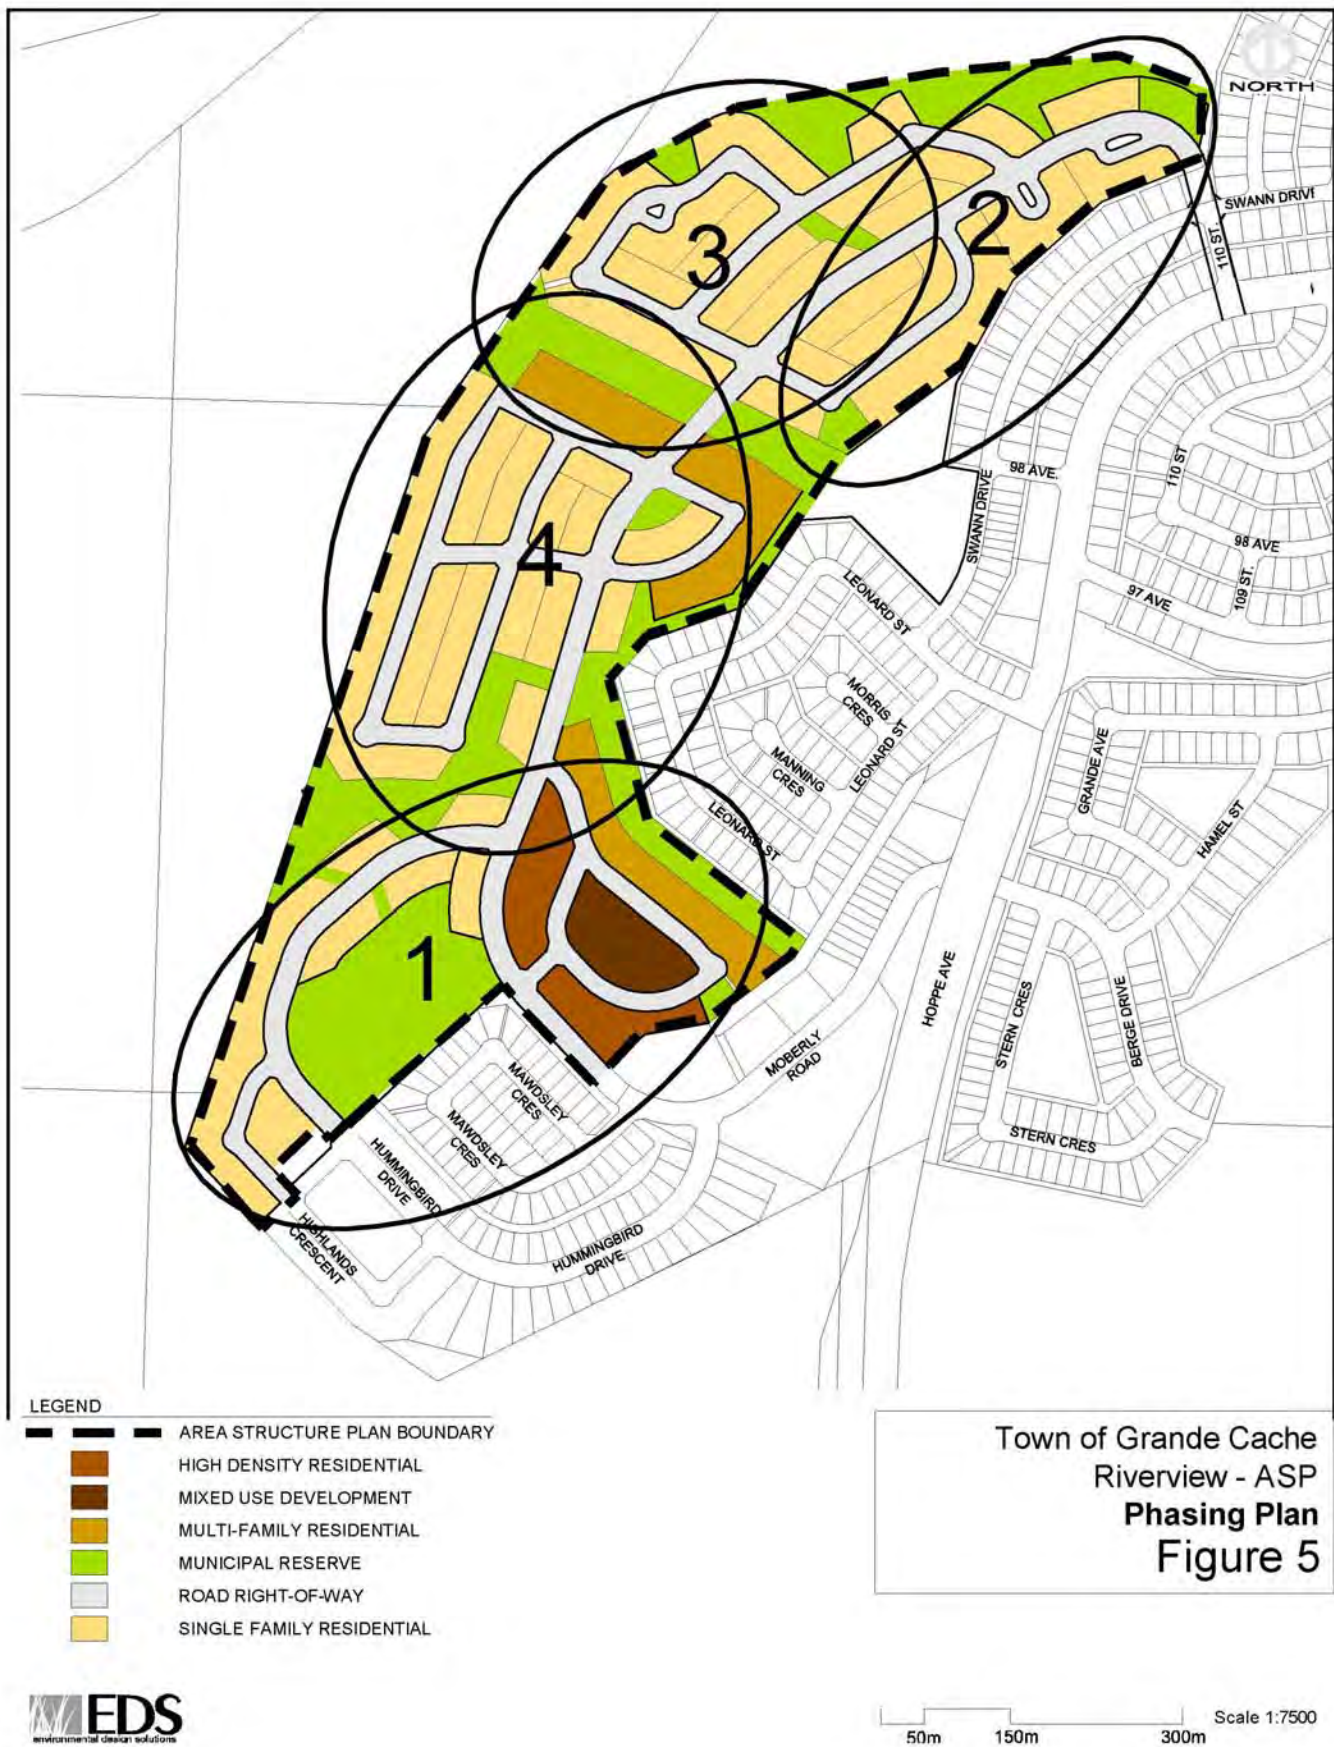 NORTH
SWANN DRIVE
110 ST.
3
2
98 AVE.
110 ST
SWANN DRIVE
98 AVE
109 ST.
97 AVE
4
LEONARD ST
MORRIS
CRES
LEONARD ST
MANNING
CRES
GRANDE AVE
LEONARD ST
HAMEL ST
1
HOPPE AVE
STERN CRES
BERGE DRIVE
MOBERLY
ROAD
MAWDSLEY
CRES
MAWDSLEY
CRES
STERN CRES
HUMMINGBIRD
DRIVE
HIGHLANDS
CRESCENT
HUMMINGBIRD
DRIVE
LEGEND
AREA STRUCTURE PLAN BOUNDARY
HIGH DENSITY RESIDENTIAL
MIXED USE DEVELOPMENT
MULTI-FAMILY RESIDENTIAL
MUNICIPAL RESERVE
ROAD RIGHT-OF-WAY
SINGLE FAMILY RESIDENTIAL
Town of Grande Cache
Riverview - ASP
Phasing Plan
Figure 5
EDS
environmental design solutions
Scale 1:7500
50m 150m 300m